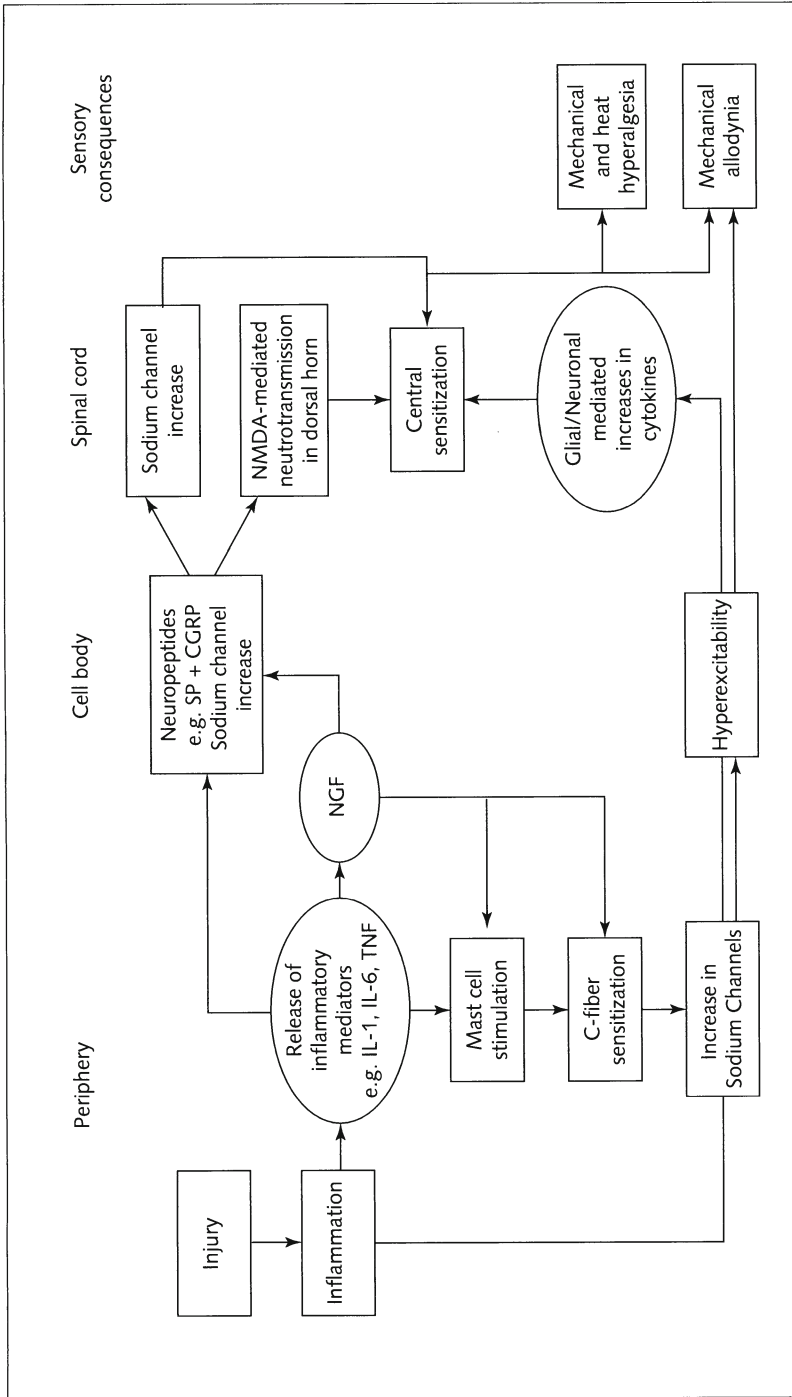 Periphery
Cell body
Spinal cord
Sensory
consequences
Injury
Inflammation
Release of
inflammatory
mediators
e.g. IL-1, IL-6, TNF
NGF
Mast cell
stimulation
C-fiber
sensitization
Increase in
Sodium Channels
Neuropeptides
e.g. SP + CGRP
Sodium channel
increase
Hyperexcitability
Sodium channel
increase
NMDA-mediated
neutrotransmission
in dorsal horn
Central
sensitization
Glial/Neuronal
mediated
increases in
cytokines
Mechanical
and heat
hyperalgesia
Mechanical
allodynia